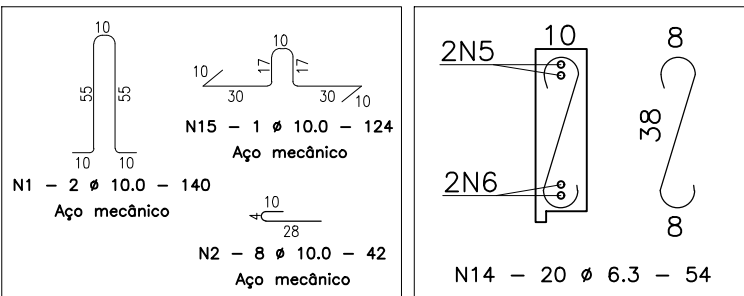 10
55 55
10 10
N1 - 2 ø 10.0 - 140
Aço mecânico
10
10 17 17
30 30 10
N15 - 1 ø 10.0 - 124
Aço mecânico
10
4
28
N2 - 8 ø 10.0 - 42
Aço mecânico
2N5
10
8
38
2N6
8
N14 - 20 ø 6.3 - 54